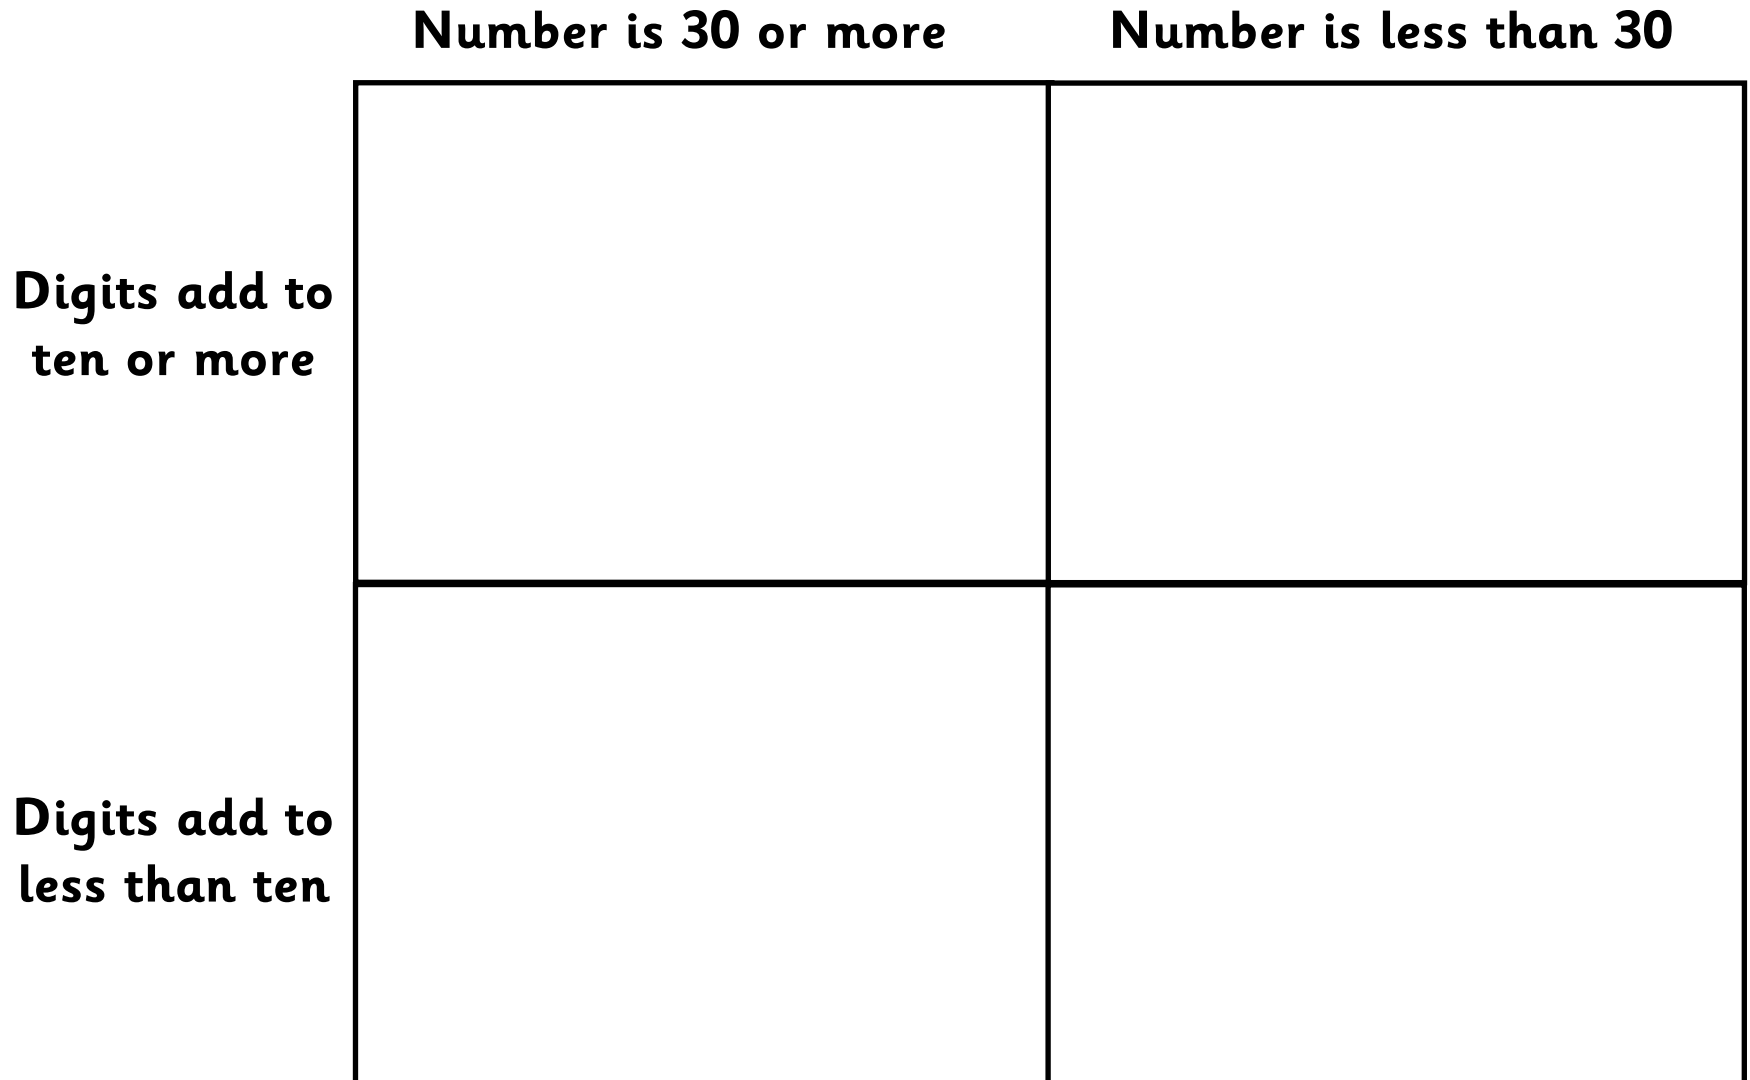 Number is 30 or more
Number is less than 30
Digits add to
ten or more
Digits add to
less than ten